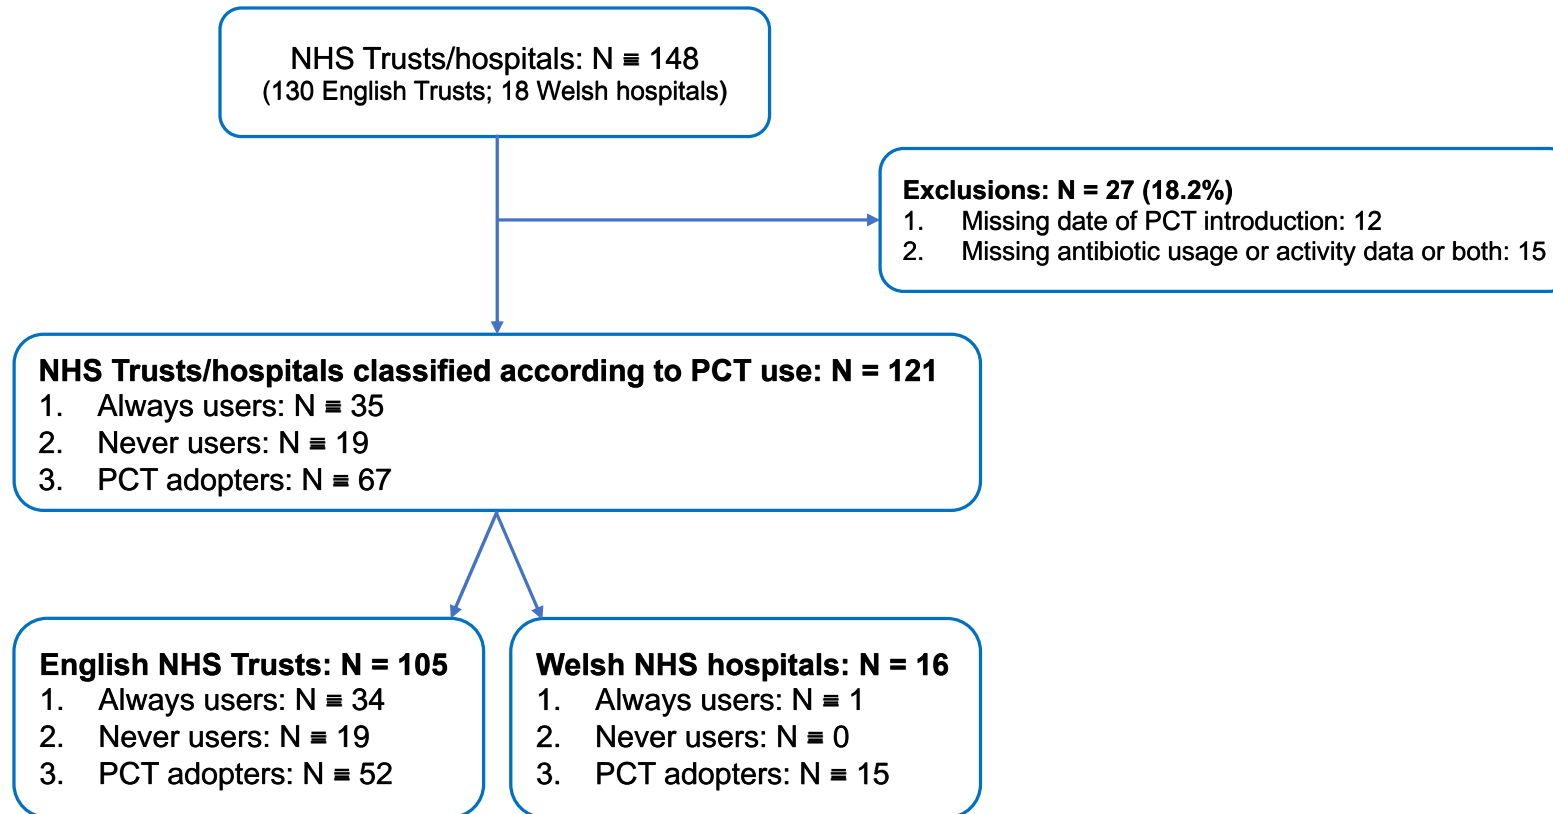 NHS Trusts/hospitals: N ≡ 148
(130 English Trusts; 18 Welsh hospitals)
Exclusions: N = 27 (18.2%)
1. Missing date of PCT introduction: 12
2. Missing antibiotic usage or activity data or both: 15
NHS Trusts/hospitals classified according to PCT use: N = 121
1. Always users: N ≡ 35
2. Never users: N ≡ 19
3. PCT adopters: N ≡ 67
English NHS Trusts: N = 105
1. Always users: N ≡ 34
2. Never users: N ≡ 19
3. PCT adopters: N ≡ 52
Welsh NHS hospitals: N = 16
1. Always users: N ≡ 1
2. Never users: N ≡ 0
3. PCT adopters: N ≡ 15